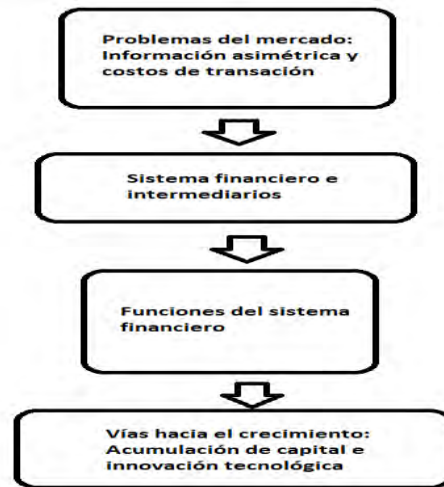 Problemas del mercado:
Información asimétrica y
costos de transación
Sistema financiero e
intermediarios
Funciones del sistema
financiero
Vías hacia el crecimiento:
Acumulación de capital e
innovación tecnológica